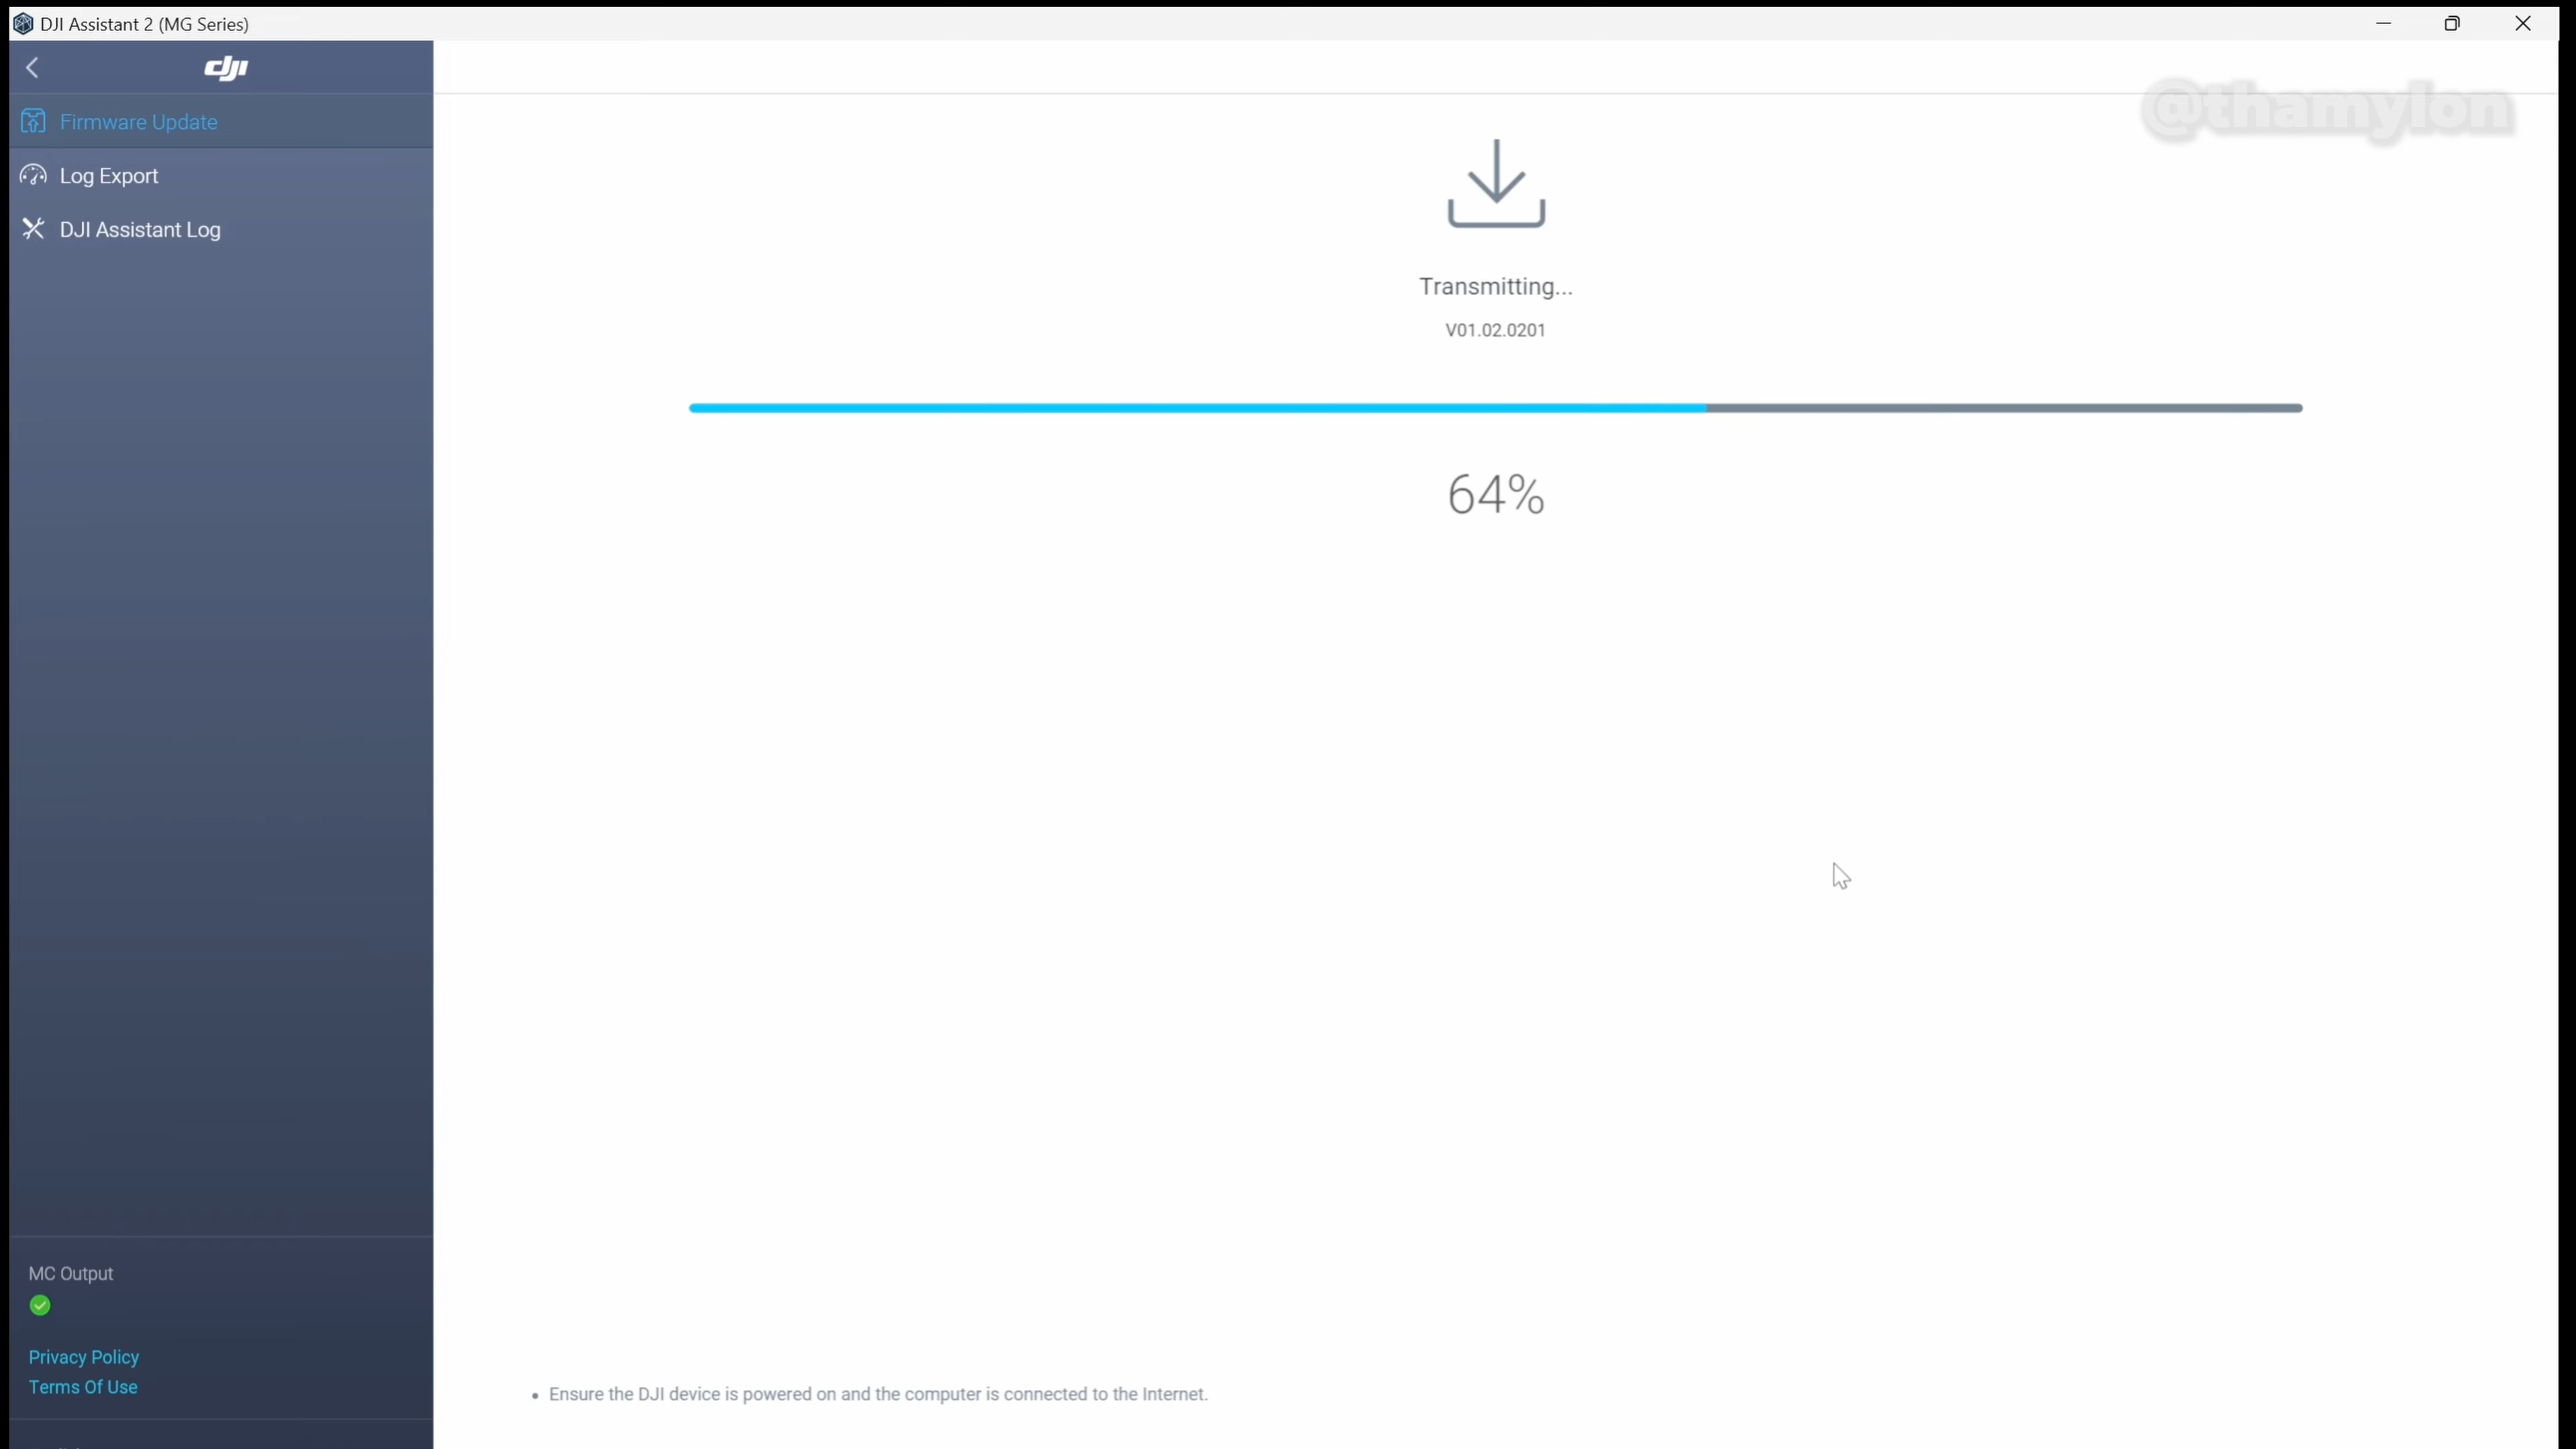 DJI Assistant 2 (MG Series)
dji
Firmware Update
Log Export
DJI Assistant Log
@thamylon
Transmitting...
V01.02.0201
64%
MC Output
Privacy Policy
Terms Of Use
Ensure the DJI device is powered on and the computer is connected to the Internet.